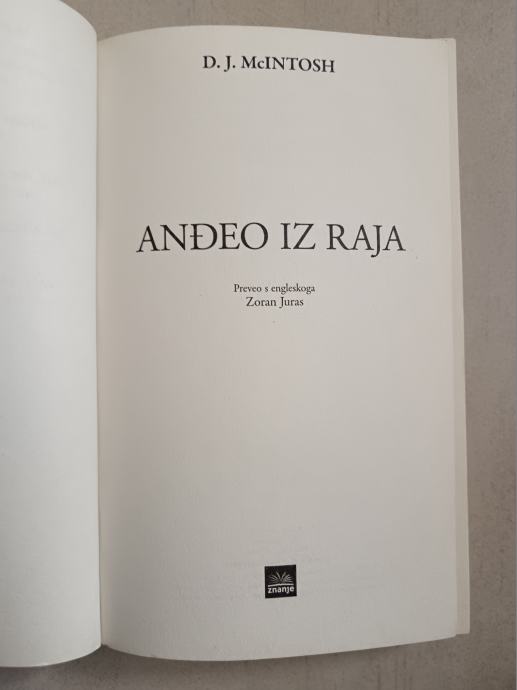 D. J. McINTOSH
ANĐEO IZ RAJA
Preveo s engleskoga
Zoran Juras
znanje